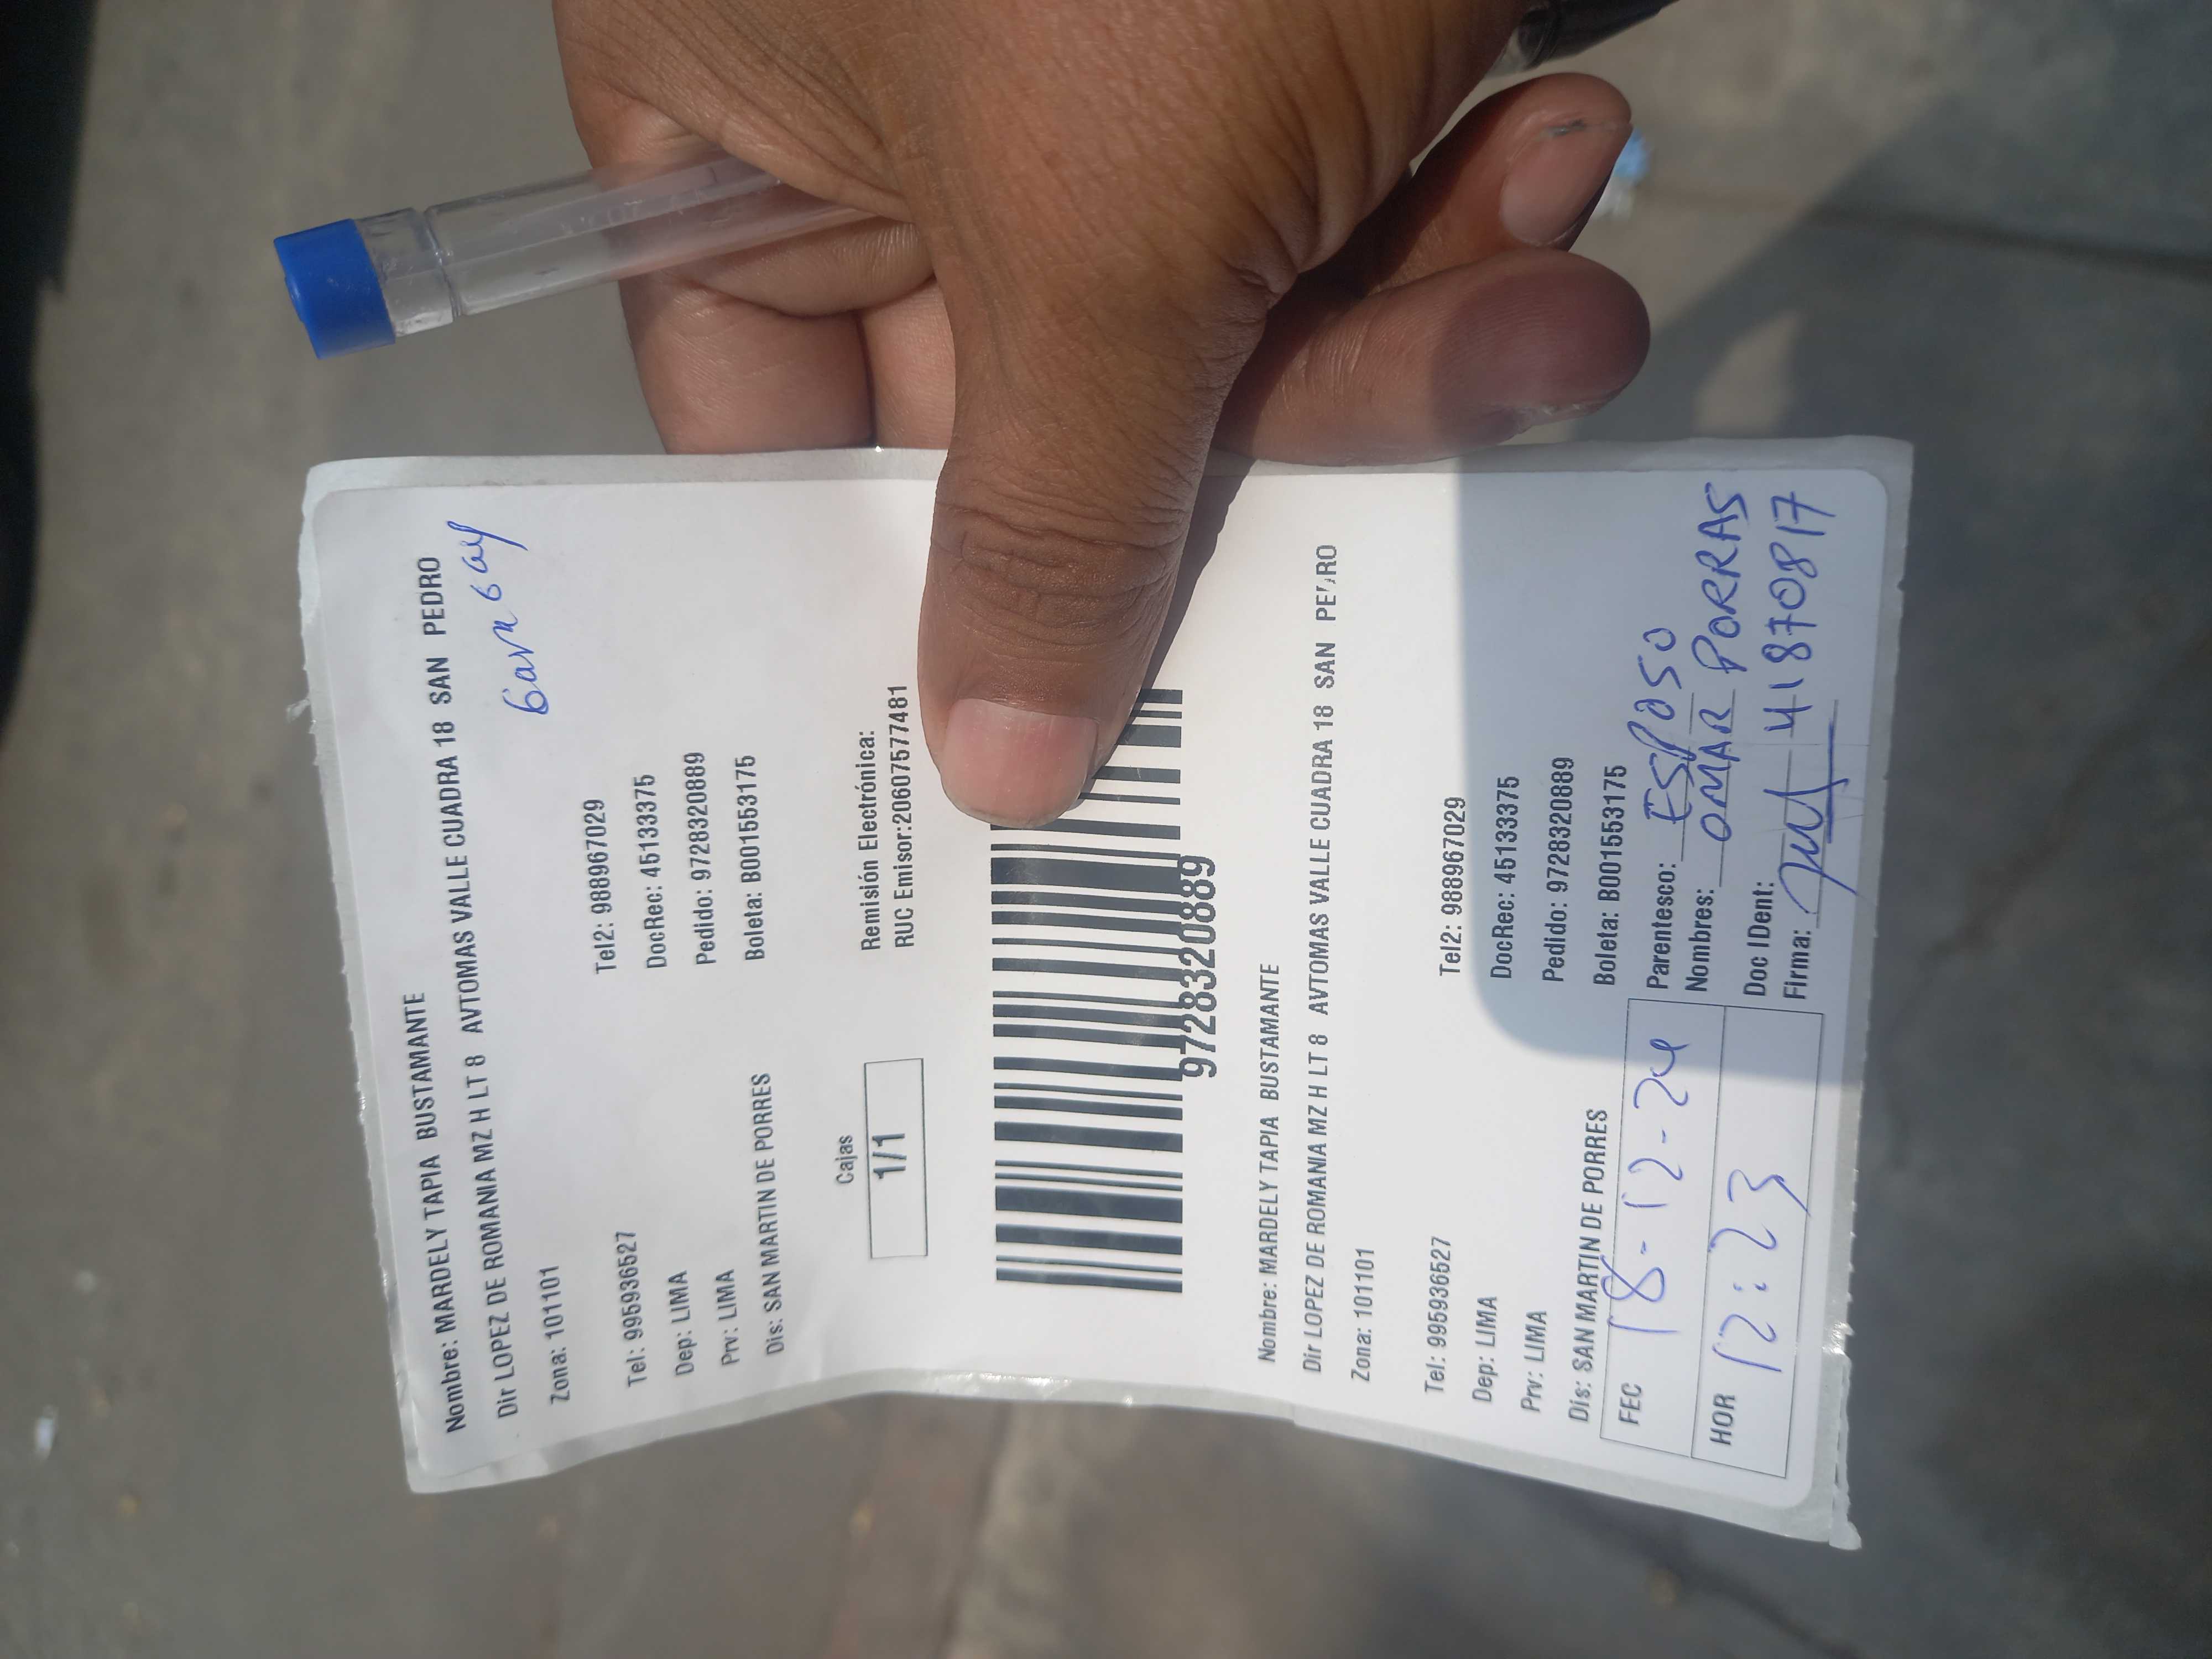 Nombre: MARDELY TAPIA BUSTAMANTE
Dir LOPEZ DE ROMANIA MZ H LT 8 AVTOMAS VALLE CUADRA 18 SAN PEDRO
Zona: 101101
Tel: 995936527 Tel2: 988967029
Dep: LIMA DocRec: 45133375
Prv: LIMA Pedido: 9728320889
Dis: SAN MARTIN DE PORRES Boleta: B001553175
Cajas Remisión Electrónica:
1/1 RUC Emisor:20607577481
9728320889
Nombre: MARDELY TAPIA BUSTAMANTE
Dir LOPEZ DE ROMANIA MZ H LT 8 AVTOMAS VALLE CUADRA 18 SAN PEDRO
Zona: 101101
Tel: 995936527 Tel2: 988967029
Dep: LIMA DocRec: 45133375
Prv: LIMA Pedido: 9728320889
Dis: SAN MARTIN DE PORRES Boleta: B001553175
FEC 18-12-24 Parentesco: ESPOSO
Nombres: OMAR PORRAS
HOR 12:23 Doc IDent: 41870817
Firma: